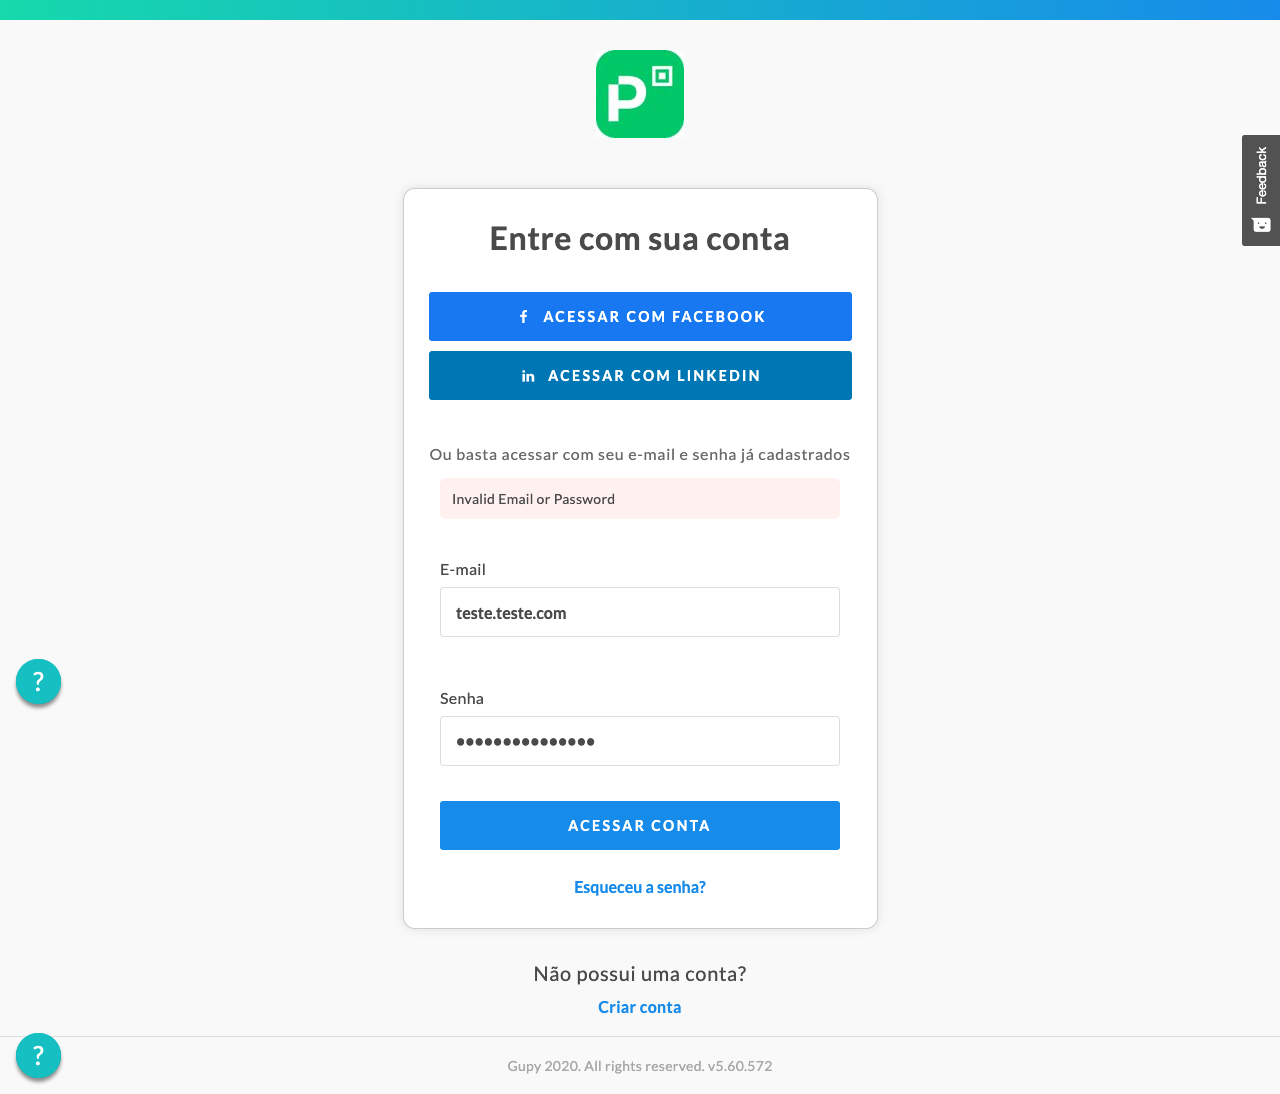 P
Feedback
Entre com sua conta
f ACESSAR COM FACEBOOK
in ACESSAR COM LINKEDIN
Ou basta acessar com seu e-mail e senha já cadastrados
Invalid Email or Password
E-mail
teste.teste.com
?
Senha
•••••••••••••••
ACESSAR CONTA
Esqueceu a senha?
Não possui uma conta?
Criar conta
?
Gupy 2020. All rights reserved. v5.60.572